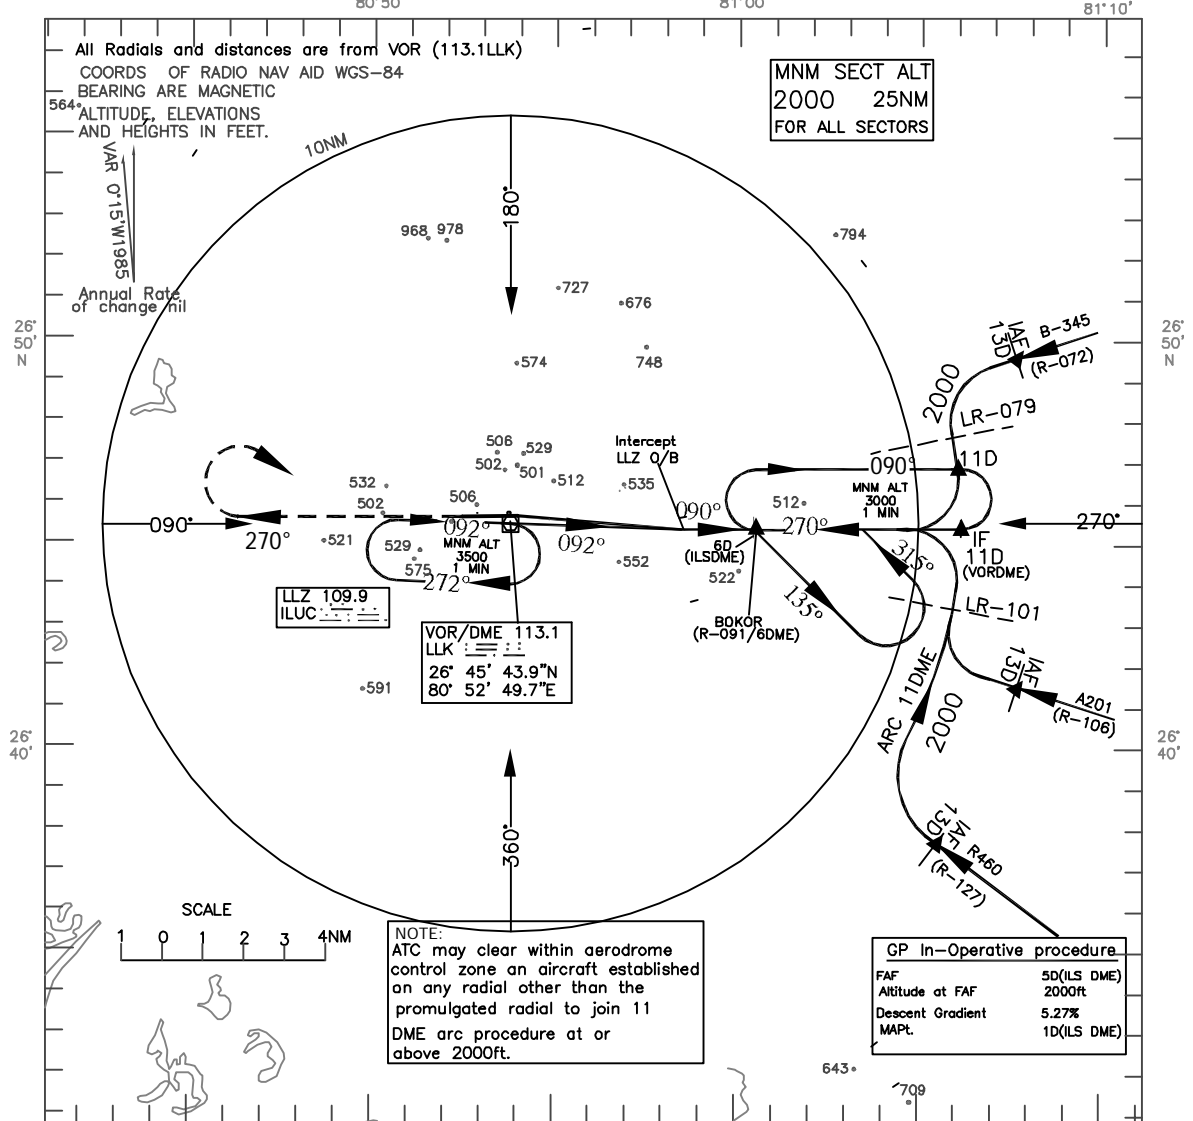 80°50'
81°00'
81°10'
All Radials and distances are from VOR (113.1LLK)
COORDS OF RADIO NAV AID WGS-84
BEARING ARE MAGNETIC
564
ALTITUDE, ELEVATIONS
AND HEIGHTS IN FEET.
MNM SECT ALT
2000 25NM
FOR ALL SECTORS
VAR 0°15'W1985
Annual Rate
of change nil
10NM
180°
968
978
794
727
676
574
748
26°
50'
N
26°
50'
N
IAF
13D
B-345
(R-072)
2000
LR-079
11D
506
529
502
501
512
532
502
506
535
Intercept
LLZ O/B
090°
MNM ALT
3000
1 MIN
512
090°
270°
090°
270°
092°
092°
MNM ALT
3500
1 MIN
272°
521
529
575
552
522
6D
(ILSDME)
IF
11D
(VORDME)
270°
315°
135°
BOKOR
(R-091/6DME)
LR-101
LLZ 109.9
ILUC
VOR/DME 113.1
LLK
26° 45' 43.9"N
80° 52' 49.7"E
591
IAF
13D
A201
(R-106)
ARC 11DME
2000
26°
40'
26°
40'
N
360°
IAF
13D
R460
(R-127)
SCALE
1 0 1 2 3 4NM
NOTE:
ATC may clear within aerodrome
control zone an aircraft established
on any radial other than the
promulgated radial to join 11
DME arc procedure at or
above 2000ft.
GP In-Operative procedure
FAF 5D(ILS DME)
Altitude at FAF 2000ft
Descent Gradient 5.27%
MAPt. 1D(ILS DME)
643
709